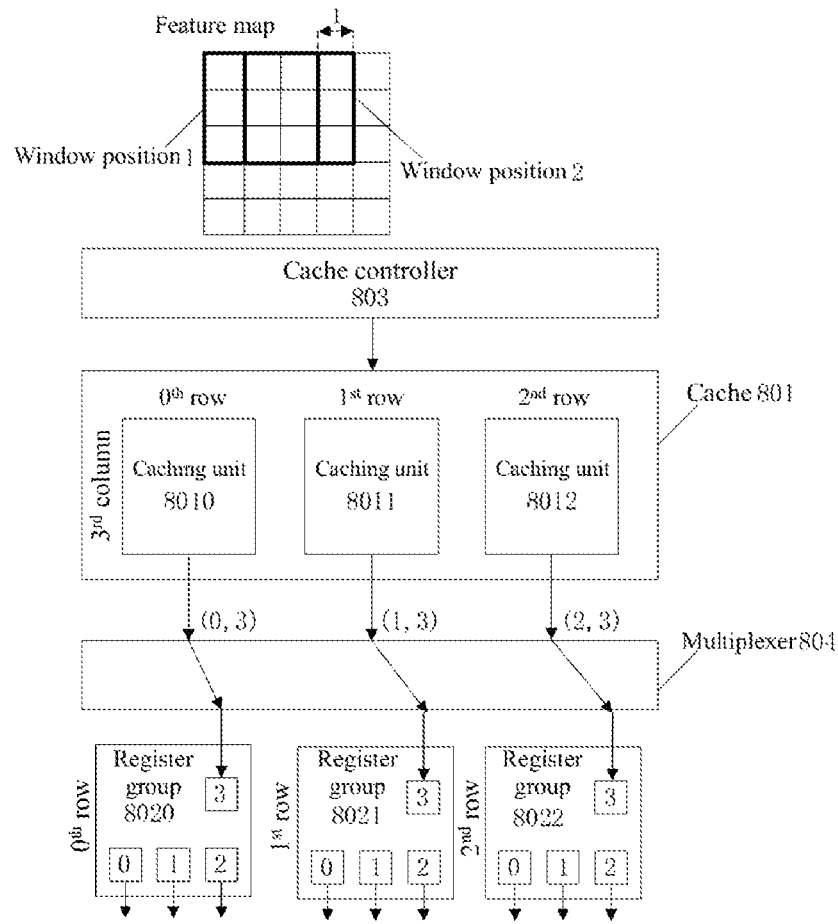 1
Feature map
Window position 1
Window position 2
Cache controller
803
0th row
1st row
2nd row
Cache 801
3rd column
Caching unit
8010
Caching unit
8011
Caching unit
8012
(0, 3)
(1, 3)
(2, 3)
Multiplexer 804
0th row
Register
group
8020
3
0 1 2
1st row
Register
group
8021
3
0 1 2
2nd row
Register
group
8022
3
0 1 2